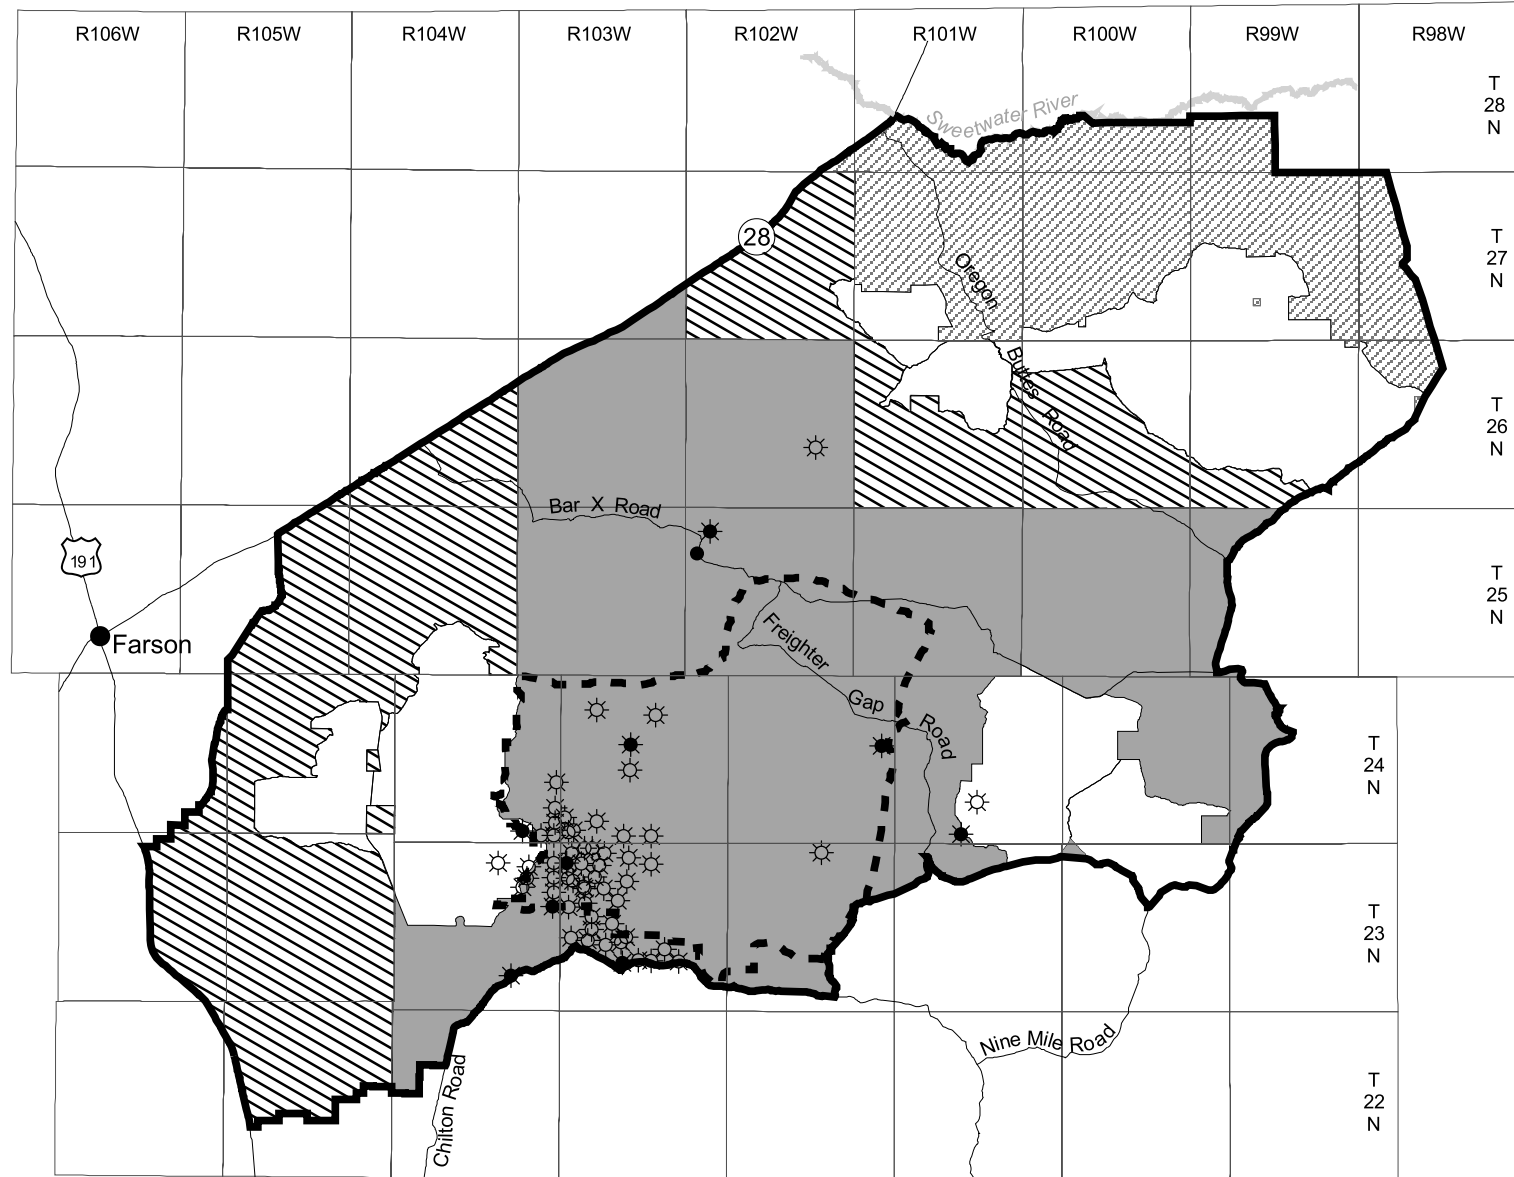 R106W R105W R104W R103W R102W R101W R100W R99W R98W
T
28
N
Sweetwater River
28
T
27
N
Oregon
Buttes Road
T
26
N
Bar X Road
191
T
25
N
Farson
Freighter
Gap
Road
T
24
N
T
23
N
Nine Mile Road
Chilton Road
T
22
N